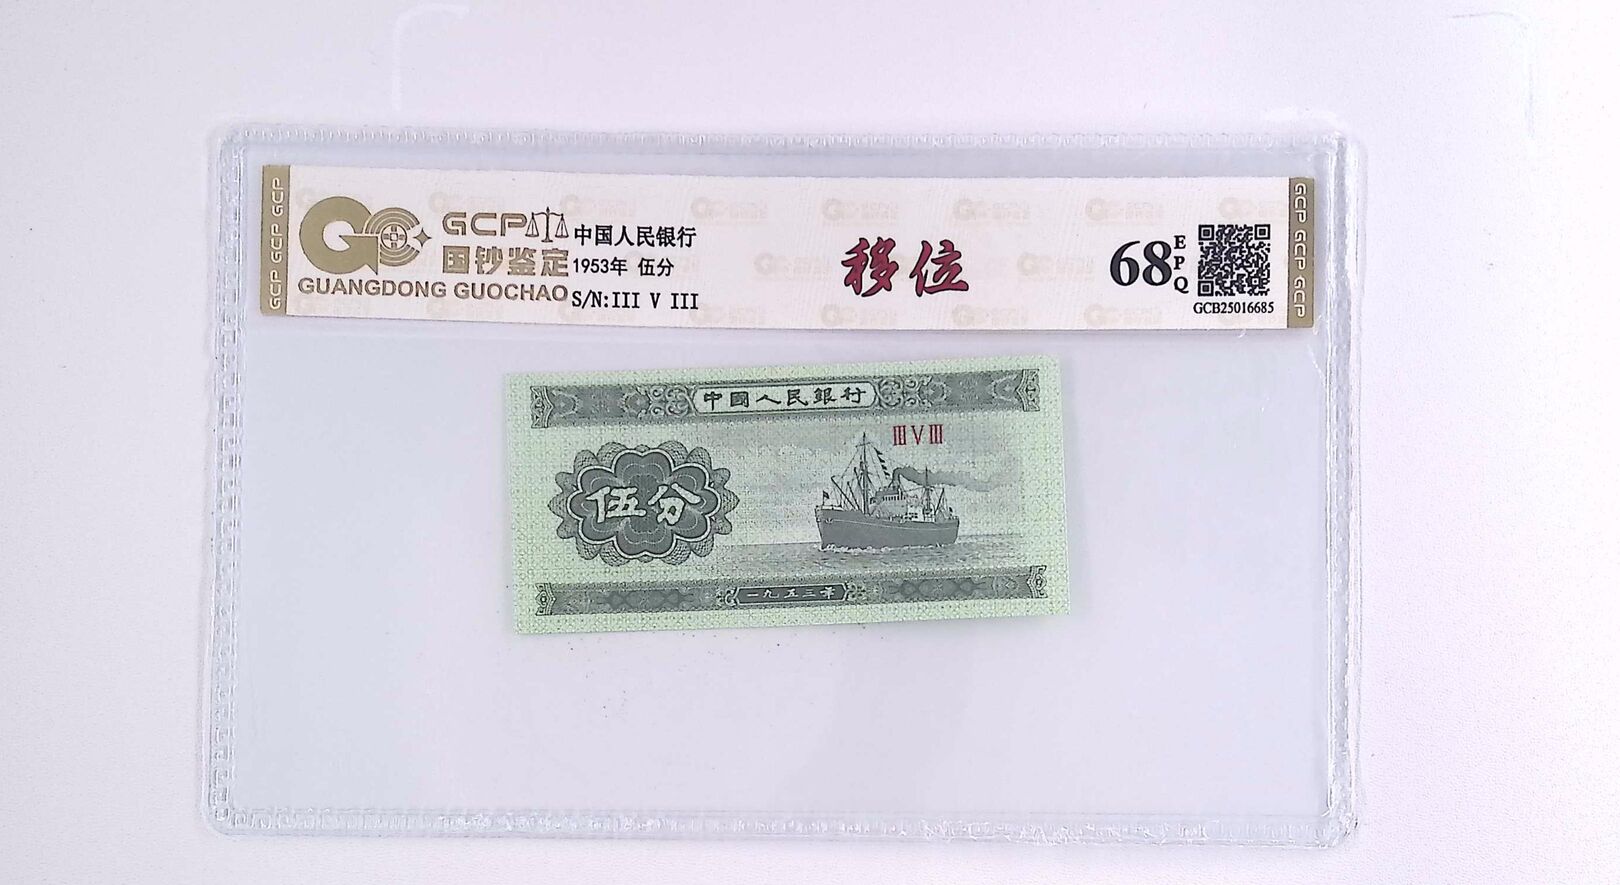 GCP GCP GCP
GCP
国钞鉴定
GUANGDONG GUOCHAO
中国人民银行
1953年 伍分
S/N:III V III
移位
68
EPQ
GCB25016685
GCP GCP GCP
中國人民銀行
III V III
伍分
一九五三年